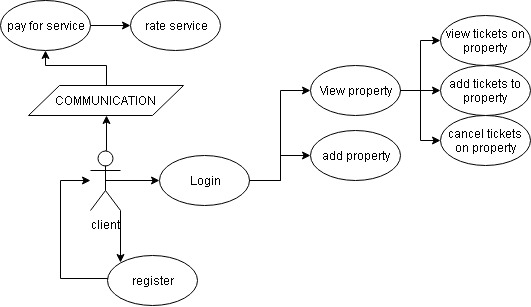 pay for service
rate service
view tickets on
property
COMMUNICATION
View property
add tickets to
property
cancel tickets
on property
add property
Login
client
register